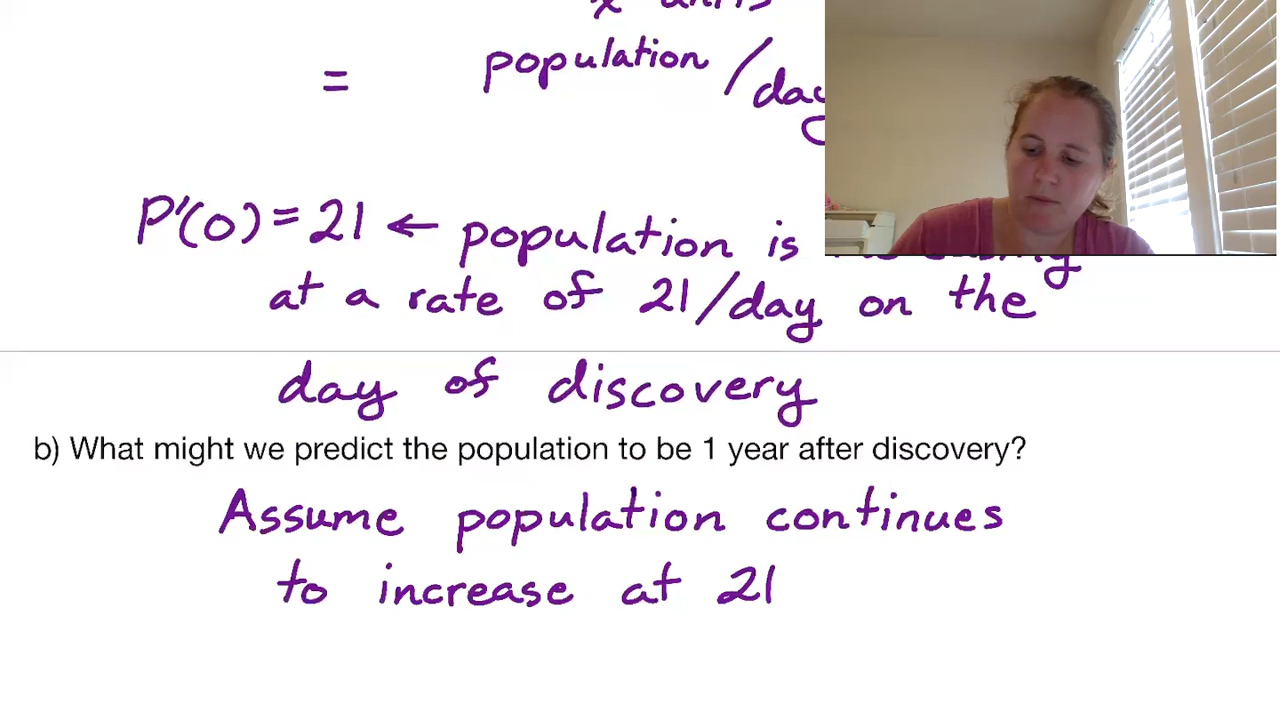 x units
= population / day
P'(0) = 21 ← population is
at a rate of 21/day on the
day of discovery
b) What might we predict the population to be 1 year after discovery?
Assume population continues
to increase at 21